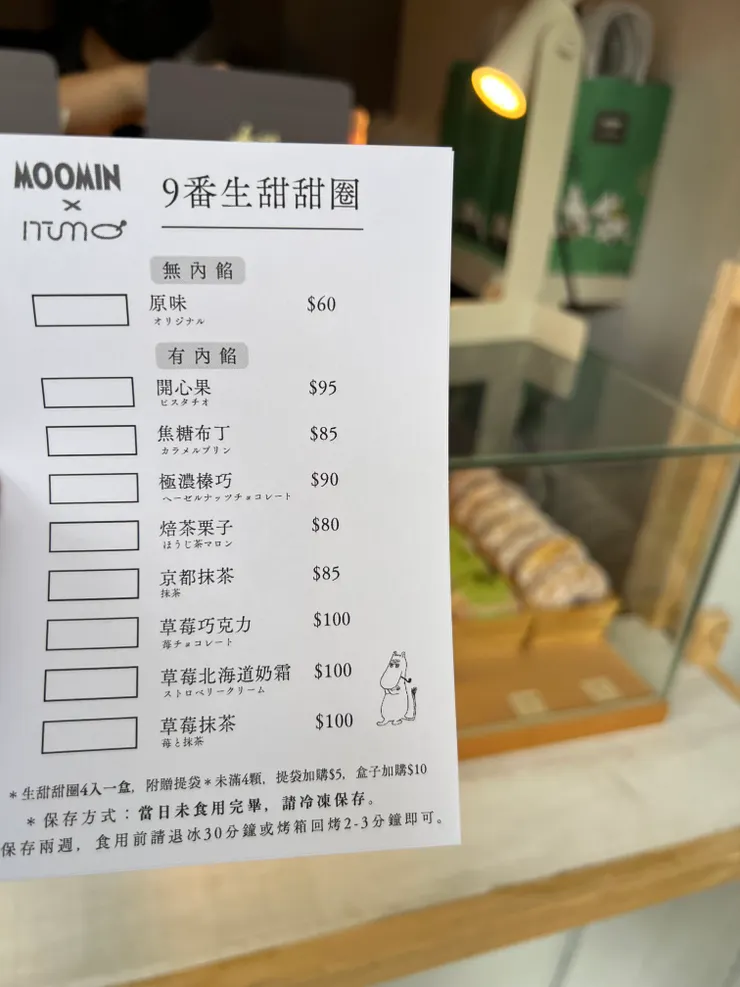 MOOMIN
×
9番生甜甜圈
無內餡
原味 $60
オリジナル
有內餡
開心果 $95
ピスタチオ
焦糖布丁 $85
カラメルプリン
極濃榛巧 $90
ヘーゼルナッツチョコレート
焙茶栗子 $80
ほうじ茶マロン
京都抹茶 $85
抹茶
草莓巧克力 $100
苺チョコレート
草莓北海道奶霜 $100
ストロベリークリーム
草莓抹茶 $100
苺と抹茶
*生甜甜圈4入一盒，附贈提袋*未滿4顆，提袋加購$5，盒子加購$10
*保存方式：當日未食用完畢，請冷凍保存。
保存兩週，食用前請退冰30分鐘或烤箱回烤2-3分鐘即可。